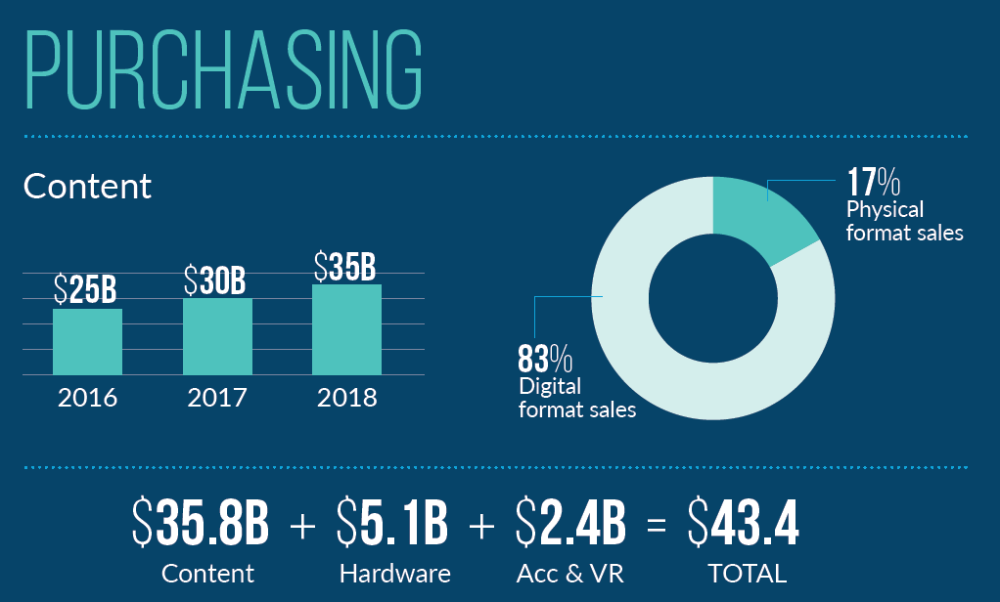 PURCHASING
Content
$25B
$30B
$35B
2016
2017
2018
17%
Physical
format sales
83%
Digital
format sales
$35.8B + $5.1B + $2.4B = $43.4
Content Hardware Acc & VR TOTAL